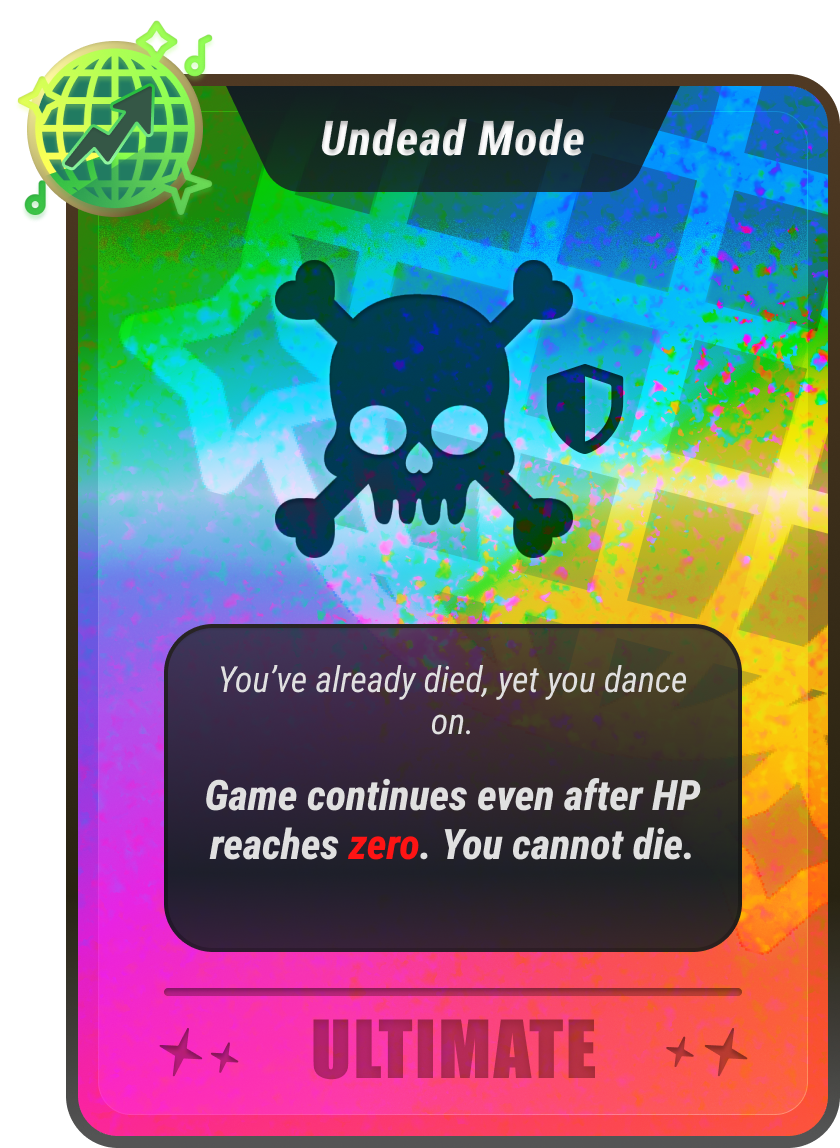 Undead Mode
You’ve already died, yet you dance
on.
Game continues even after HP
reaches zero. You cannot die.
ULTIMATE